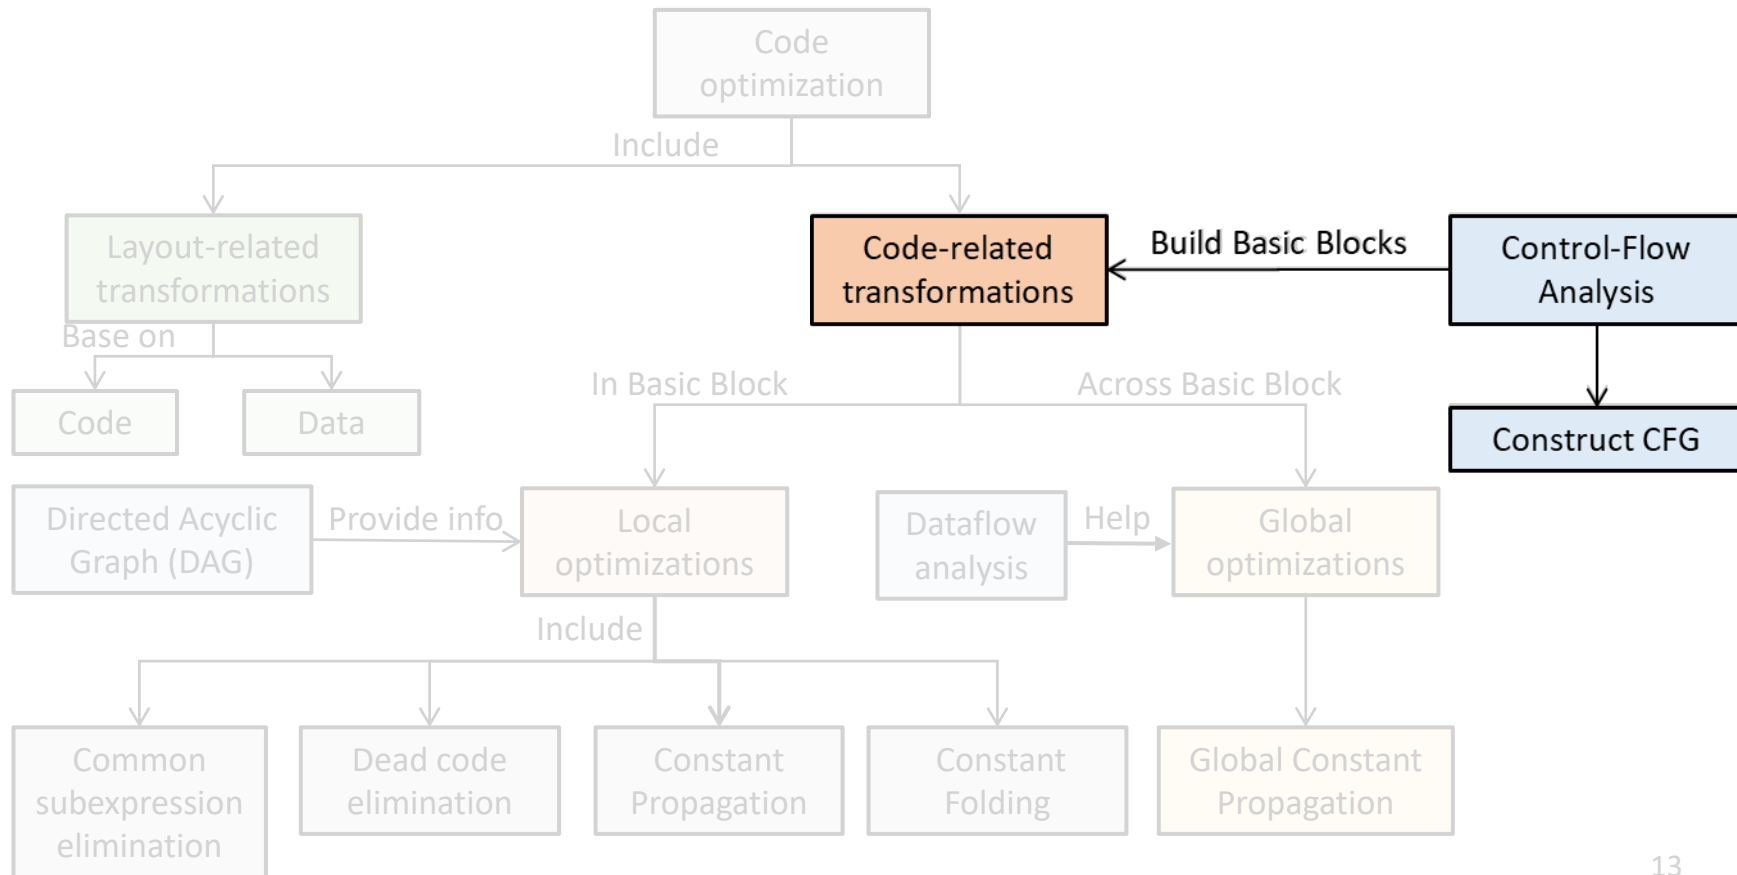 Code
optimization
Include
Layout-related
transformations
Code-related
transformations
Build Basic Blocks
Control-Flow
Analysis
Base on
Code
Data
In Basic Block
Across Basic Block
Construct CFG
Directed Acyclic
Graph (DAG)
Provide info
Local
optimizations
Dataflow
analysis
Help
Global
optimizations
Include
Common
subexpression
elimination
Dead code
elimination
Constant
Propagation
Constant
Folding
Global Constant
Propagation
13